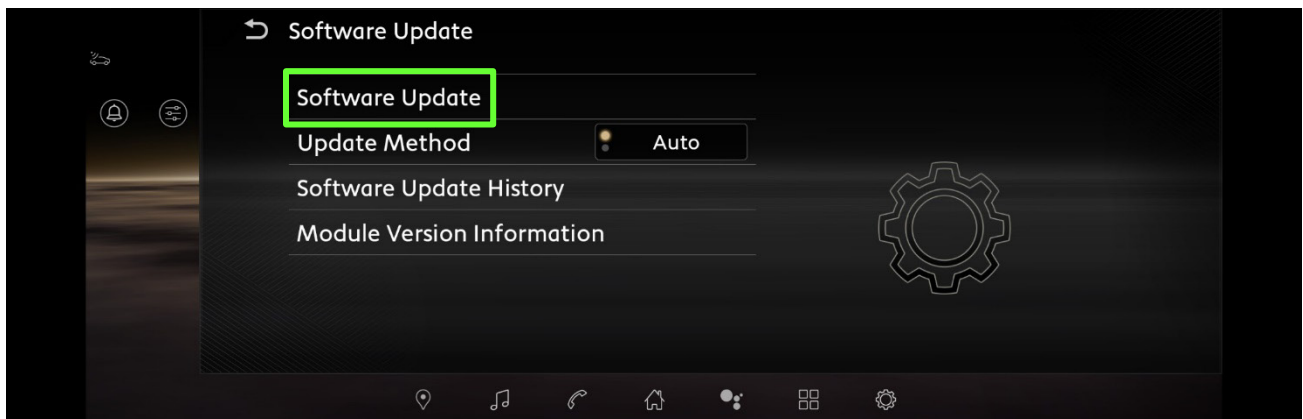 Software Update
Software Update
Update Method Auto
Software Update History
Module Version Information